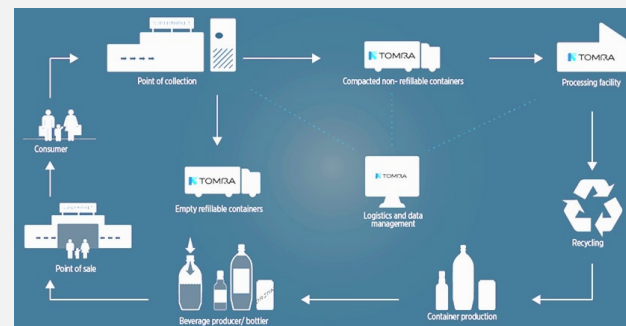 TOMRA
TOMRA
Point of collection
Compacted non- refillable containers
Processing facility
Consumer
TOMRA
TOMRA
Empty refillable containers
Logistics and data
management
Recycling
Point of sale
Container production
Beverage producer/ bottler